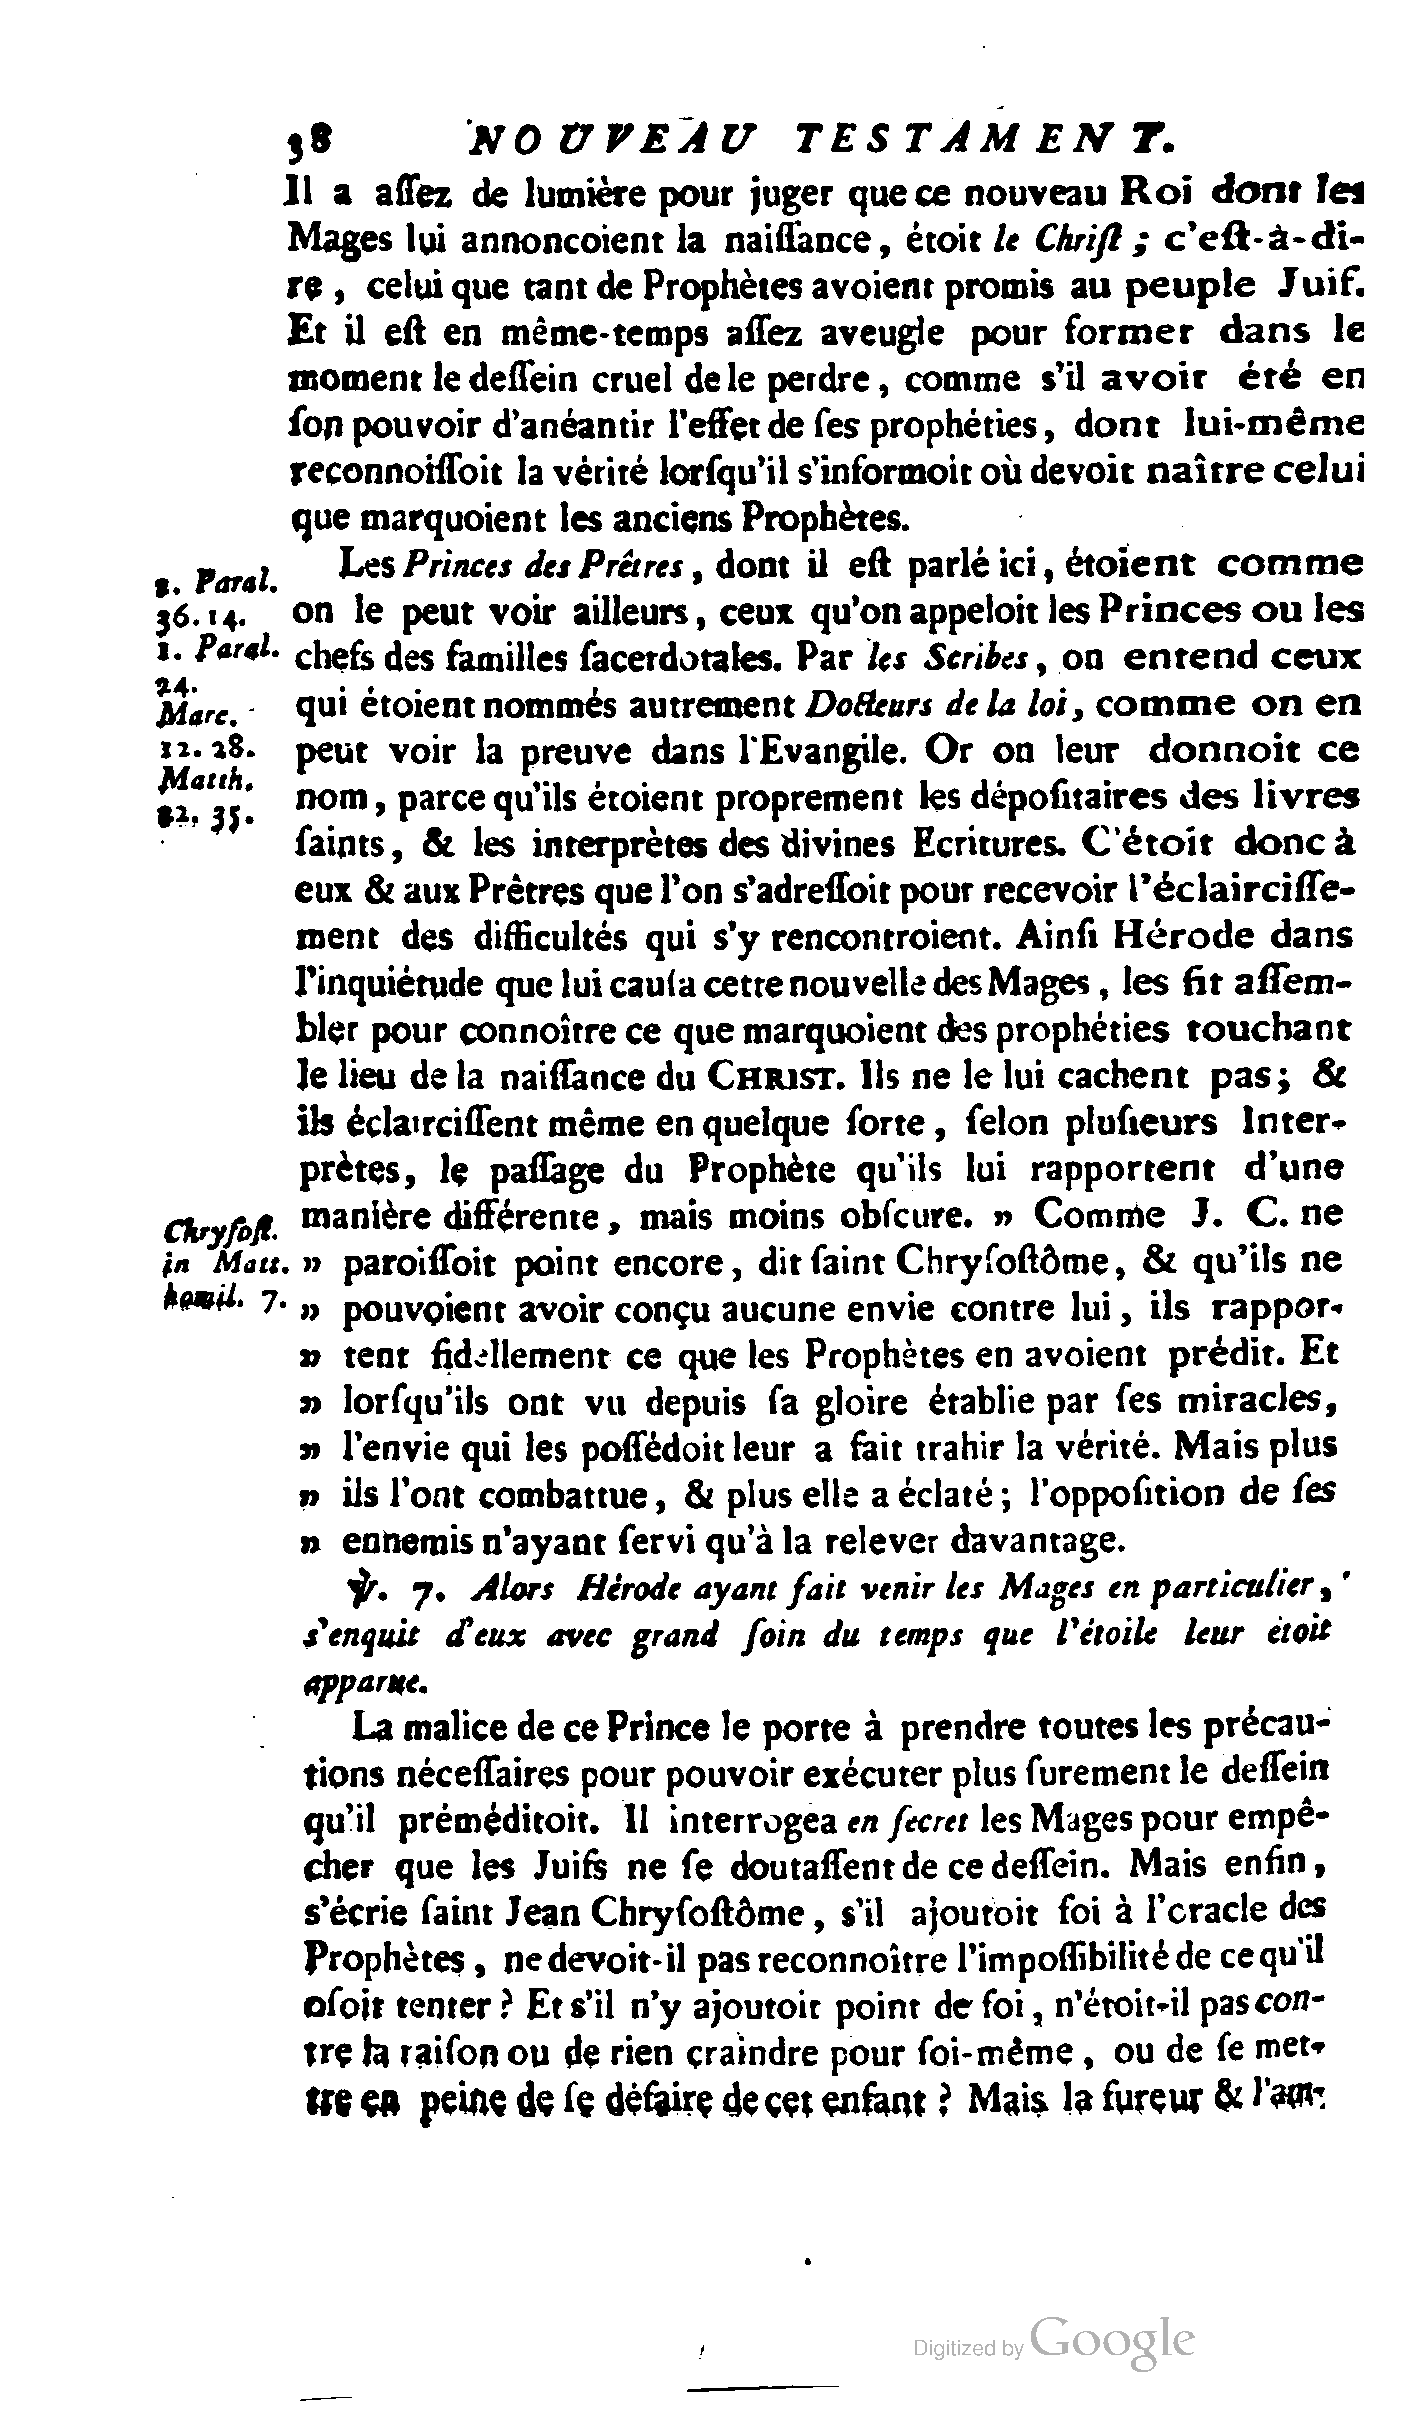 38 NOUVEAU TESTAMENT.
Il a aſſez de lumière pour juger que ce nouveau Roi dont les
Mages lui annoncoient la naiſſance, étoit le Chriſt ; c'eſt-à-di-
re, celui que tant de Prophètes avoient promis au peuple Juif.
Et il eſt en même-temps aſſez aveugle pour former dans le
moment le deſſein cruel de le perdre, comme s'il avoit été en
ſon pouvoir d'anéantir l'effet de ſes prophéties, dont lui-même
reconnoiſſoit la vérité lorſqu'il s'informoit où devoit naître celui
que marquoient les anciens Prophètes.
Les Princes des Prêtres, dont il eſt parlé ici, étoient comme
on le peut voir ailleurs, ceux qu'on appeloit les Princes ou les
chefs des familles ſacerdotales. Par les Scribes, on entend ceux
qui étoient nommés autrement Docteurs de la loi, comme on en
peut voir la preuve dans l'Evangile. Or on leur donnoit ce
nom, parce qu'ils étoient proprement les dépoſitaires des livres
ſaints, & les interprètes des divines Ecritures. C'étoit donc à
eux & aux Prêtres que l'on s'adreſſoit pour recevoir l'éclairciſſe-
ment des difficultés qui s'y rencontroient. Ainſi Hérode dans
l'inquiétude que lui cauſa cette nouvelle des Mages, les fit aſſem-
bler pour connoître ce que marquoient des prophéties touchant
le lieu de la naiſſance du CHRIST. Ils ne le lui cachent pas; &
ils éclairciſſent même en quelque ſorte, ſelon pluſieurs Inter-
prètes, le paſſage du Prophète qu'ils lui rapportent d'une
manière différente, mais moins obſcure. » Comme J. C. ne
» paroiſſoit point encore, dit ſaint Chryſoſtôme, & qu'ils ne
» pouvoient avoir conçu aucune envie contre lui, ils rappor-
» tent fidellement ce que les Prophètes en avoient prédit. Et
» lorſqu'ils ont vu depuis ſa gloire établie par ſes miracles,
» l'envie qui les poſſédoit leur a fait trahir la vérité. Mais plus
» ils l'ont combattue, & plus elle a éclaté; l'oppoſition de ſes
» ennemis n'ayant ſervi qu'à la relever davantage.
℣. 7. Alors Hérode ayant fait venir les Mages en particulier,
s'enquit d'eux avec grand ſoin du temps que l'étoile leur étoit
apparue.
La malice de ce Prince le porte à prendre toutes les précau-
tions néceſſaires pour pouvoir exécuter plus ſurement le deſſein
qu'il préméditoit. Il interrogea en ſecret les Mages pour empê-
cher que les Juifs ne ſe doutaſſent de ce deſſein. Mais enfin,
s'écrie ſaint Jean Chryſoſtôme, s'il ajoutoit foi à l'oracle des
Prophètes, ne devoit-il pas reconnoître l'impoſſibilité de ce qu'il
oſoit tenter ? Et s'il n'y ajoutoit point de foi, n'étoit-il pas con-
tre la raiſon ou de rien craindre pour ſoi-même, ou de ſe met-
tre en peine de ſe défaire de cet enfant ? Mais la fureur & l'am-
2. Paral.
36. 14.
1. Paral.
24.
Marc.
12. 28.
Matth.
22. 35.
Chryſoſt.
in Matt.
homil. 7.
Digitized by Google